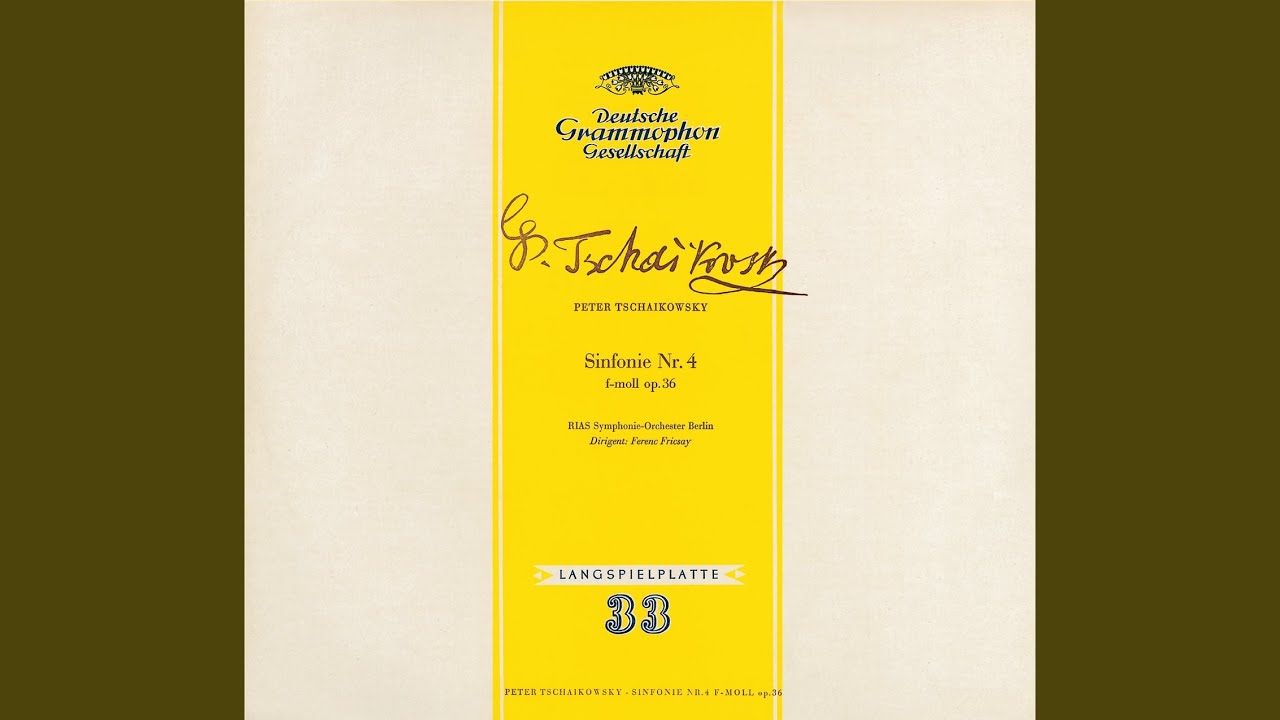 Deutsche
Grammophon
Gesellschaft
P. Tschaikovsky
PETER TSCHAIKOWSKY
Sinfonie Nr. 4
f-moll op. 36
RIAS Symphonie-Orchester Berlin
Dirigent: Ferenc Fricsay
LANGSPIELPLATTE
33
PETER TSCHAIKOWSKY - SINFONIE NR. 4 F-MOLL op. 36